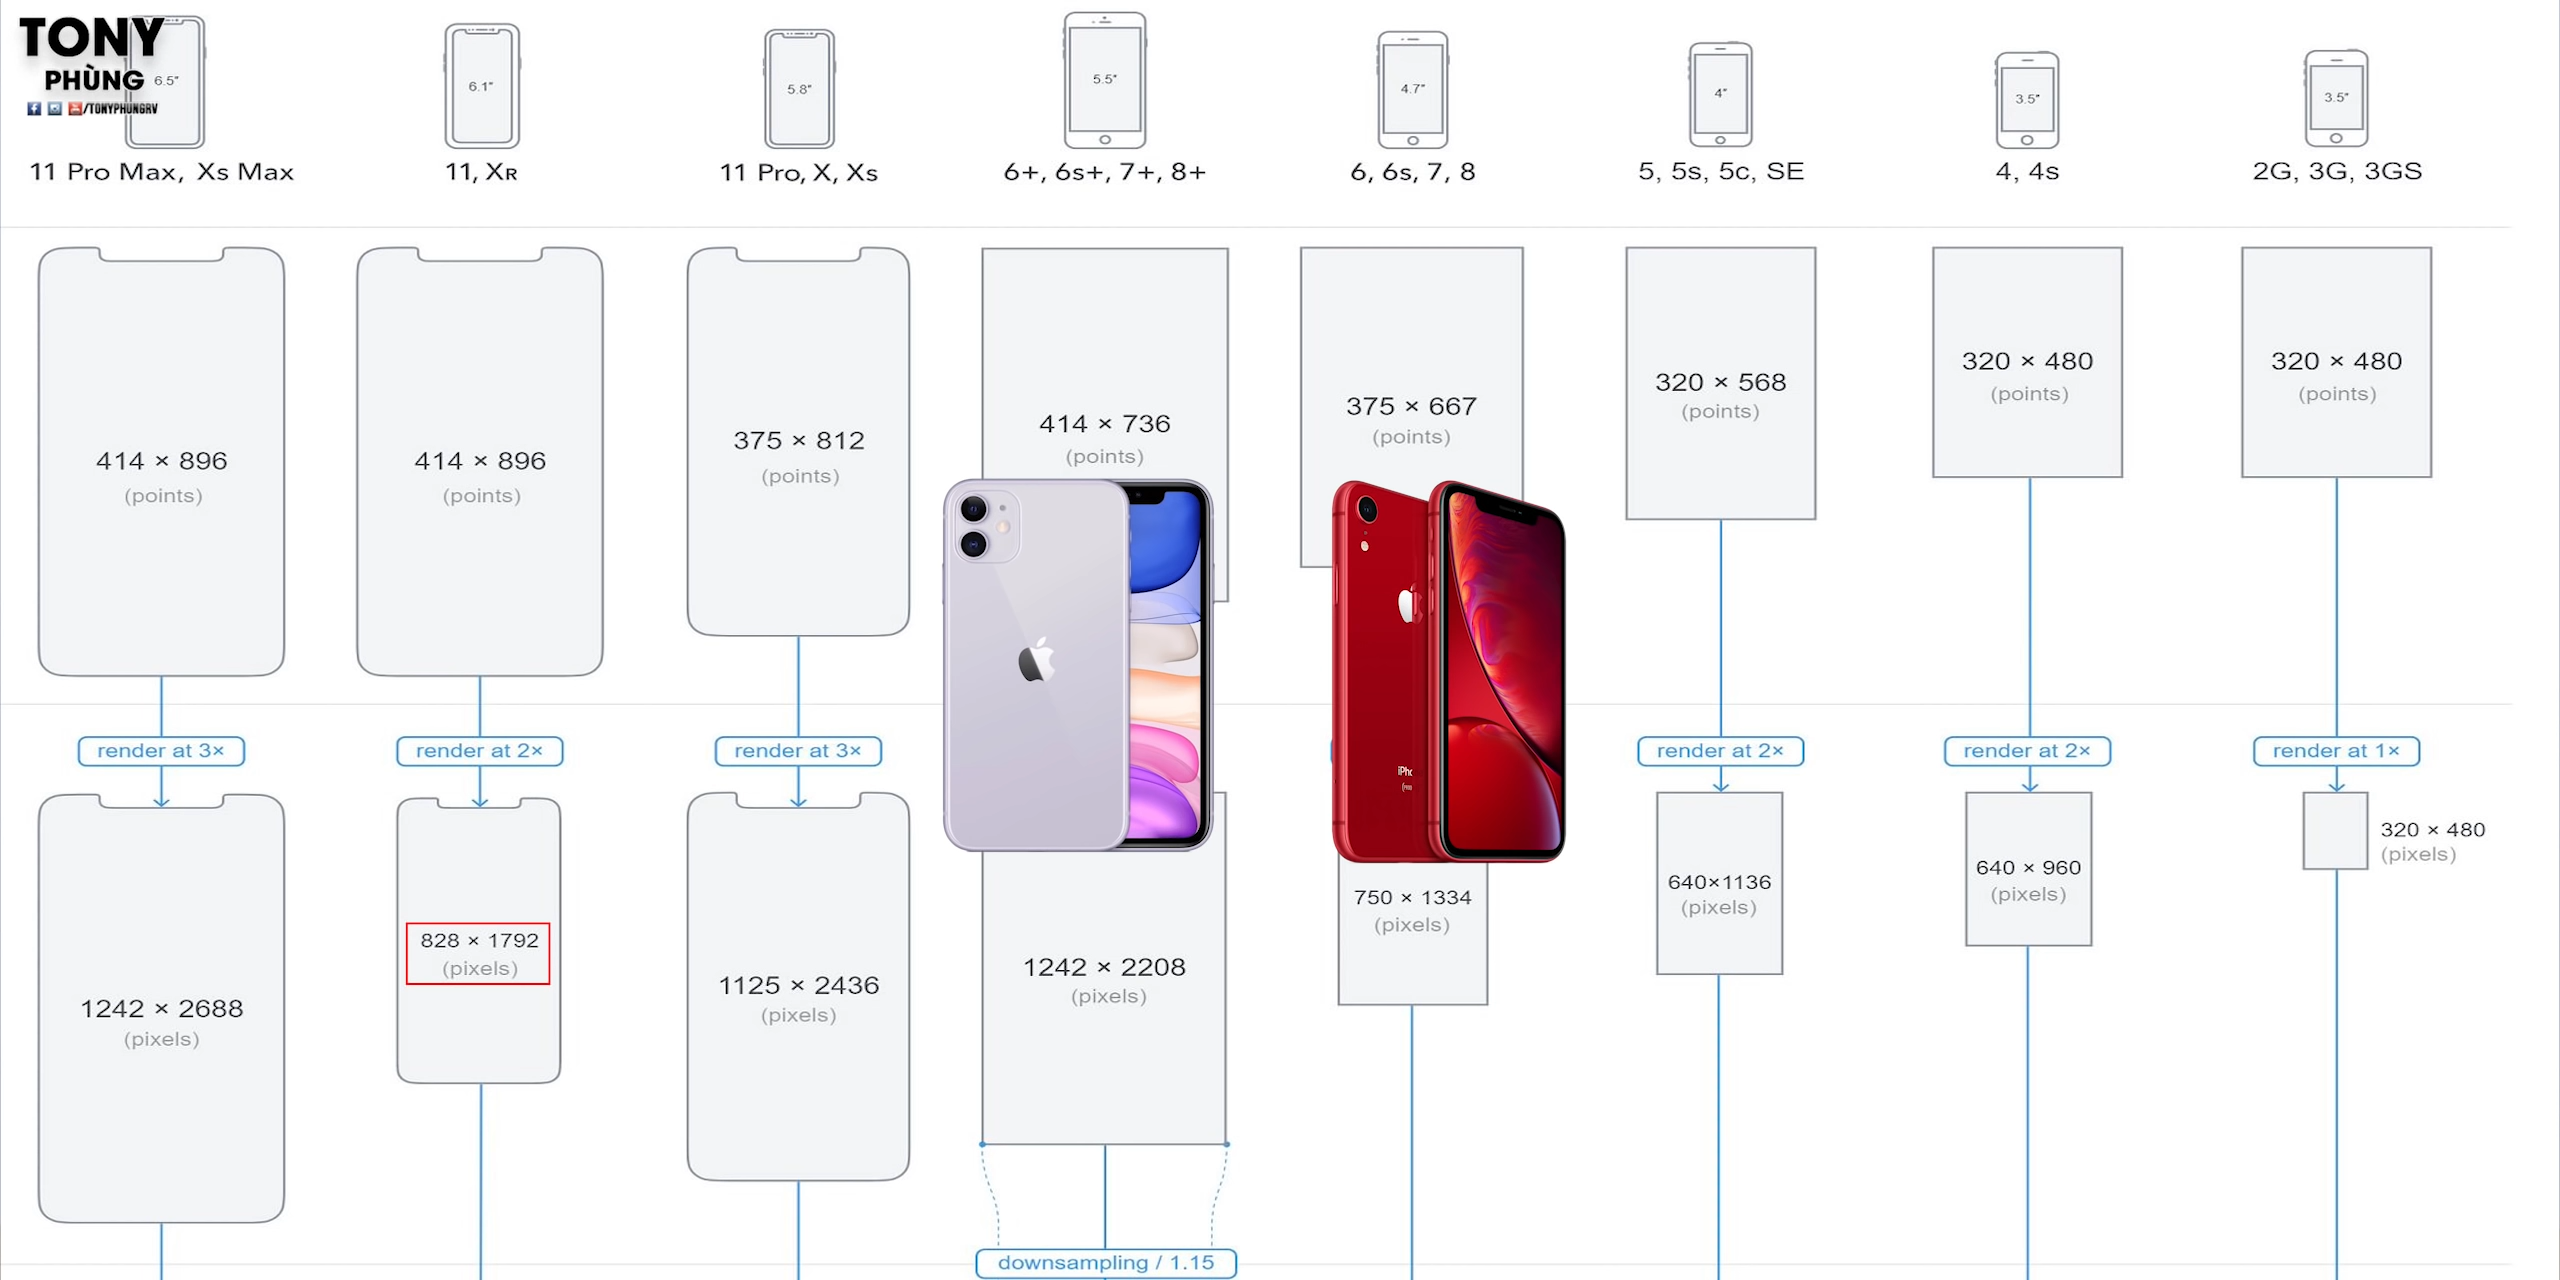 TONY
PHÙNG
/TONYPHUNGRV
6.5"
6.1"
5.8"
5.5"
4.7"
4"
3.5"
3.5"
11 Pro Max, Xs Max
11, XR
11 Pro, X, Xs
6+, 6s+, 7+, 8+
6, 6s, 7, 8
5, 5s, 5c, SE
4, 4s
2G, 3G, 3GS
414 × 896
(points)
414 × 896
(points)
375 × 812
(points)
414 × 736
(points)
375 × 667
(points)
320 × 568
(points)
320 × 480
(points)
320 × 480
(points)
render at 3×
render at 2×
render at 3×
render at 2×
render at 2×
render at 1×
1242 × 2688
(pixels)
828 × 1792
(pixels)
1125 × 2436
(pixels)
1242 × 2208
(pixels)
750 × 1334
(pixels)
640×1136
(pixels)
640 × 960
(pixels)
320 × 480
(pixels)
downsampling / 1.15